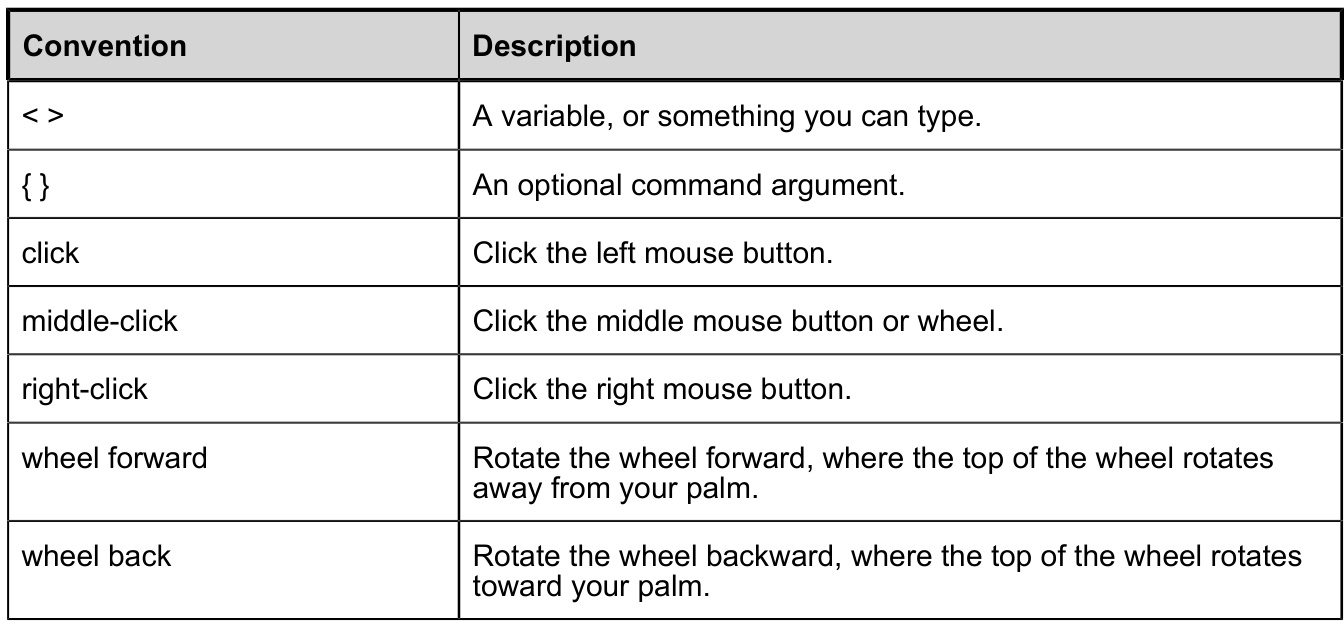 Convention Description
< > A variable, or something you can type.
{ } An optional command argument.
click Click the left mouse button.
middle-click Click the middle mouse button or wheel.
right-click Click the right mouse button.
wheel forward Rotate the wheel forward, where the top of the wheel rotates
away from your palm.
wheel back Rotate the wheel backward, where the top of the wheel rotates
toward your palm.